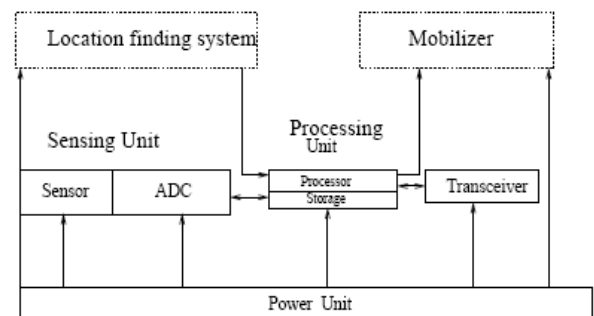 Location finding system
Mobilizer
Sensing Unit
Processing
Unit
Sensor
ADC
Processor
Storage
Transceiver
Power Unit